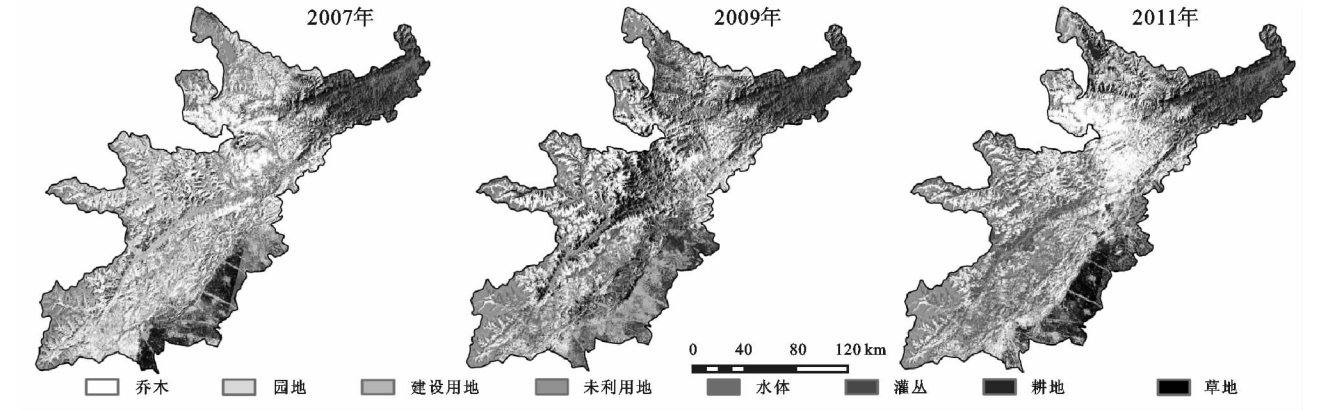 2007年
2009年
2011年
0 40 80 120 km
乔木 园地 建设用地 未利用地 水体 灌丛 耕地 草地